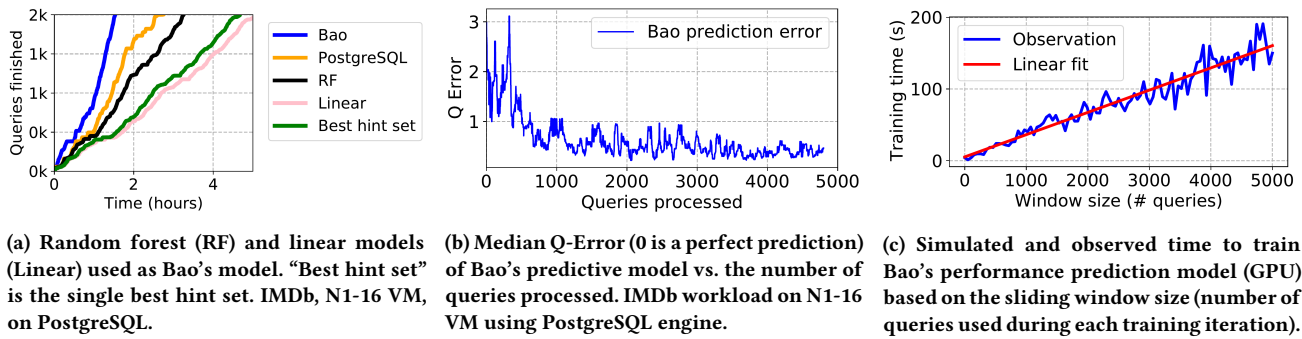 2k
1k
1k
0k
0k
0
2
4
Queries finished
Time (hours)
Bao
PostgreSQL
RF
Linear
Best hint set
3
2
1
0
1000
2000
3000
4000
5000
Q Error
Queries processed
Bao prediction error
200
100
0
0
1000
2000
3000
4000
5000
Training time (s)
Window size (# queries)
Observation
Linear fit
(a) Random forest (RF) and linear models
(Linear) used as Bao's model. “Best hint set”
is the single best hint set. IMDb, N1-16 VM,
on PostgreSQL.
(b) Median Q-Error (0 is a perfect prediction)
of Bao's predictive model vs. the number of
queries processed. IMDb workload on N1-16
VM using PostgreSQL engine.
(c) Simulated and observed time to train
Bao's performance prediction model (GPU)
based on the sliding window size (number of
queries used during each training iteration).